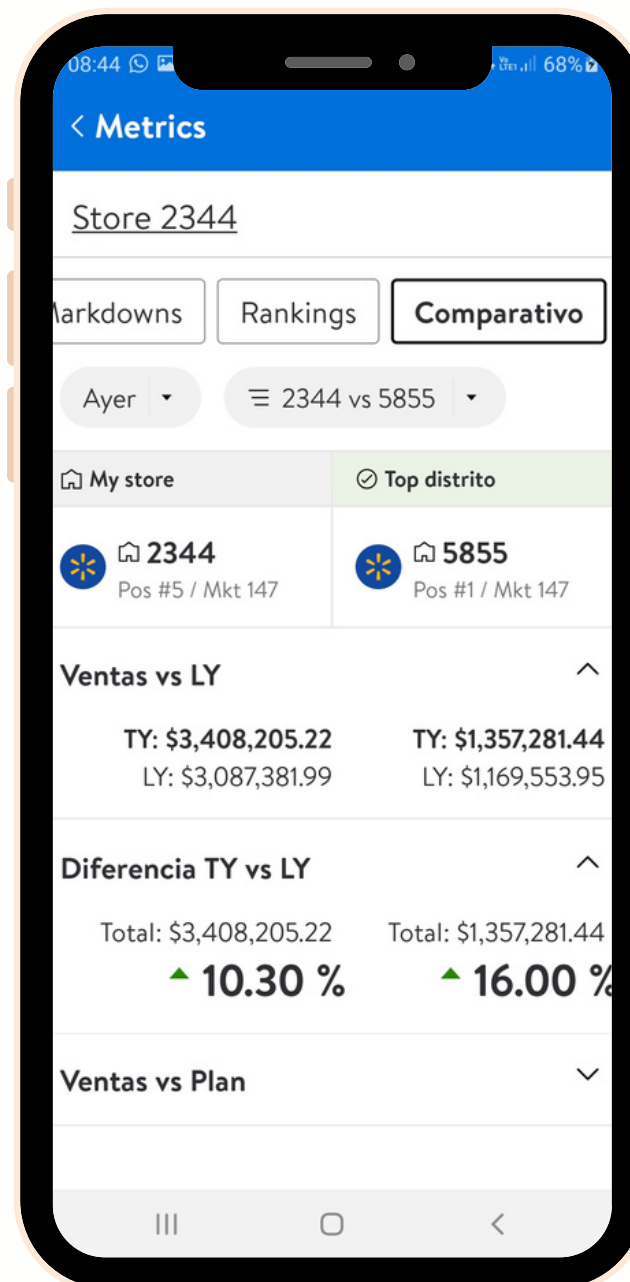 08:44 68%
Metrics
Store 2344
Markdowns Rankings Comparativo
Ayer 2344 vs 5855
My store Top distrito
2344 5855
Pos #5 / Mkt 147 Pos #1 / Mkt 147
Ventas vs LY
TY: $3,408,205.22 TY: $1,357,281.44
LY: $3,087,381.99 LY: $1,169,553.95
Diferencia TY vs LY
Total: $3,408,205.22 Total: $1,357,281.44
10.30 % 16.00 %
Ventas vs Plan